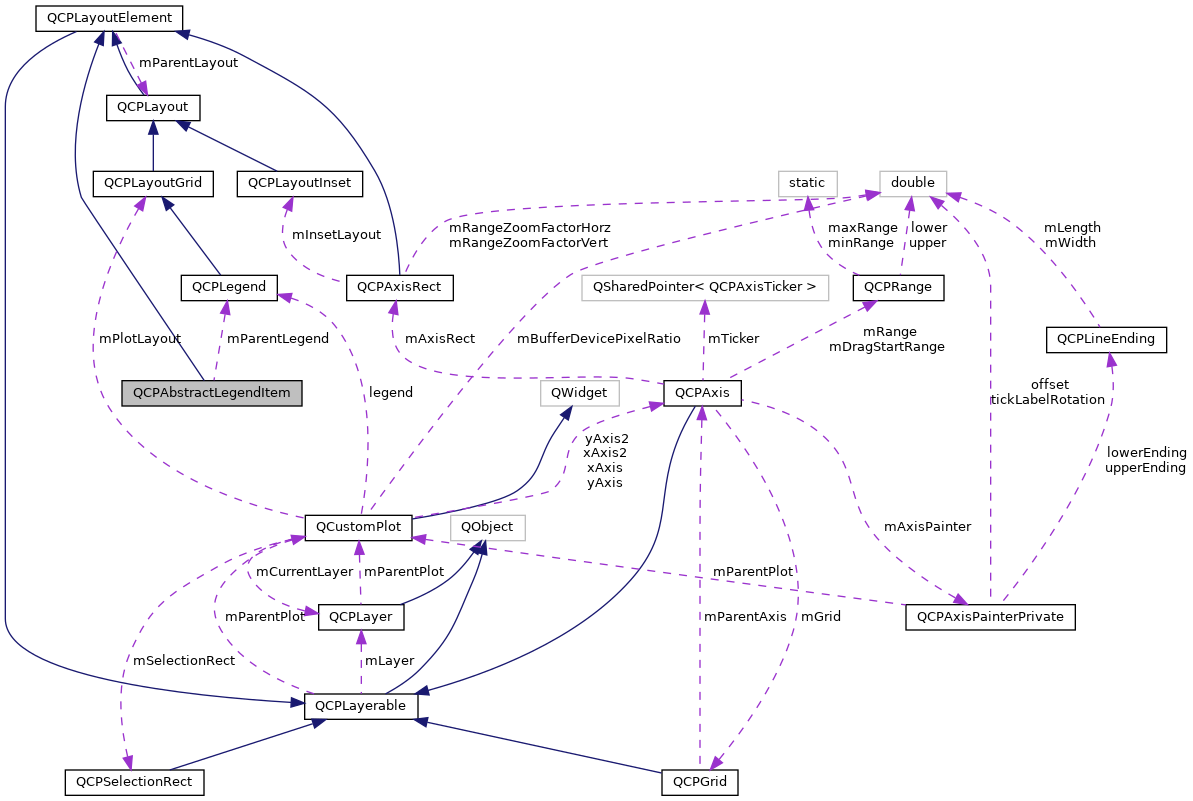 QCPLayoutElement
mParentLayout
QCPLayout
QCPLayoutGrid
QCPLayoutInset
static
double
mInsetLayout
mRangeZoomFactorHorz
mRangeZoomFactorVert
maxRange
minRange
lower
upper
mLength
mWidth
QCPLegend
QCPAxisRect
QSharedPointer< QCPAxisTicker >
QCPRange
mPlotLayout
mParentLegend
mAxisRect
mBufferDevicePixelRatio
mTicker
mRange
mDragStartRange
QCPLineEnding
QCPAbstractLegendItem
legend
QWidget
QCPAxis
offset
tickLabelRotation
yAxis2
xAxis2
xAxis
yAxis
lowerEnding
upperEnding
QCustomPlot
QObject
mAxisPainter
mCurrentLayer
mParentPlot
mParentPlot
mParentPlot
QCPLayer
mParentAxis
mGrid
QCPAxisPainterPrivate
mSelectionRect
mLayer
QCPLayerable
QCPSelectionRect
QCPGrid